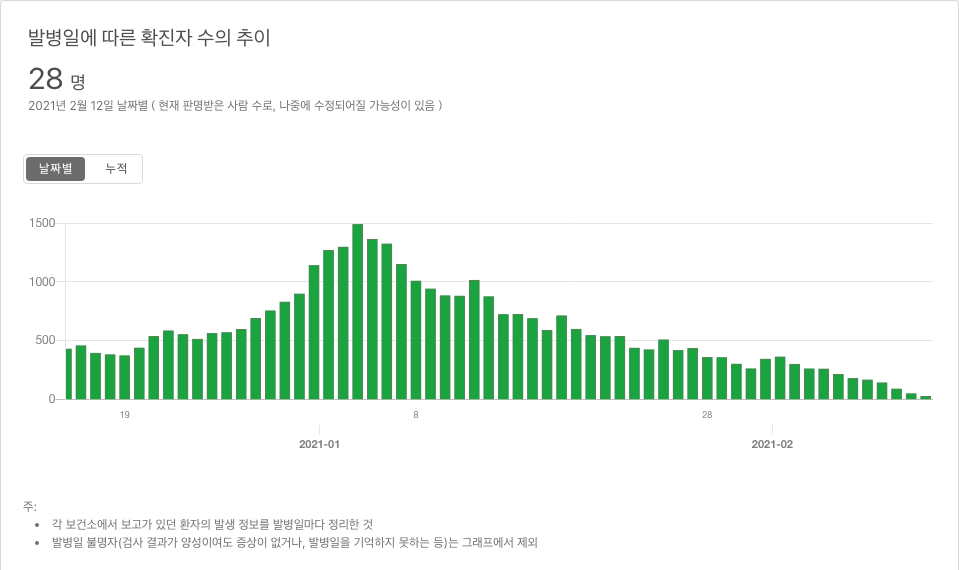 발병일에 따른 확진자 수의 추이
28 명
2021년 2월 12일 날짜별 ( 현재 판명받은 사람 수로, 나중에 수정되어질 가능성이 있음 )
날짜별 누적
1500
1000
500
0
19 8 28
2021-01 2021-02
주:
• 각 보건소에서 보고가 있던 환자의 발생 정보를 발병일마다 정리한 것
• 발병일 불명자(검사 결과가 양성이여도 증상이 없거나, 발병일을 기억하지 못하는 등)는 그래프에서 제외